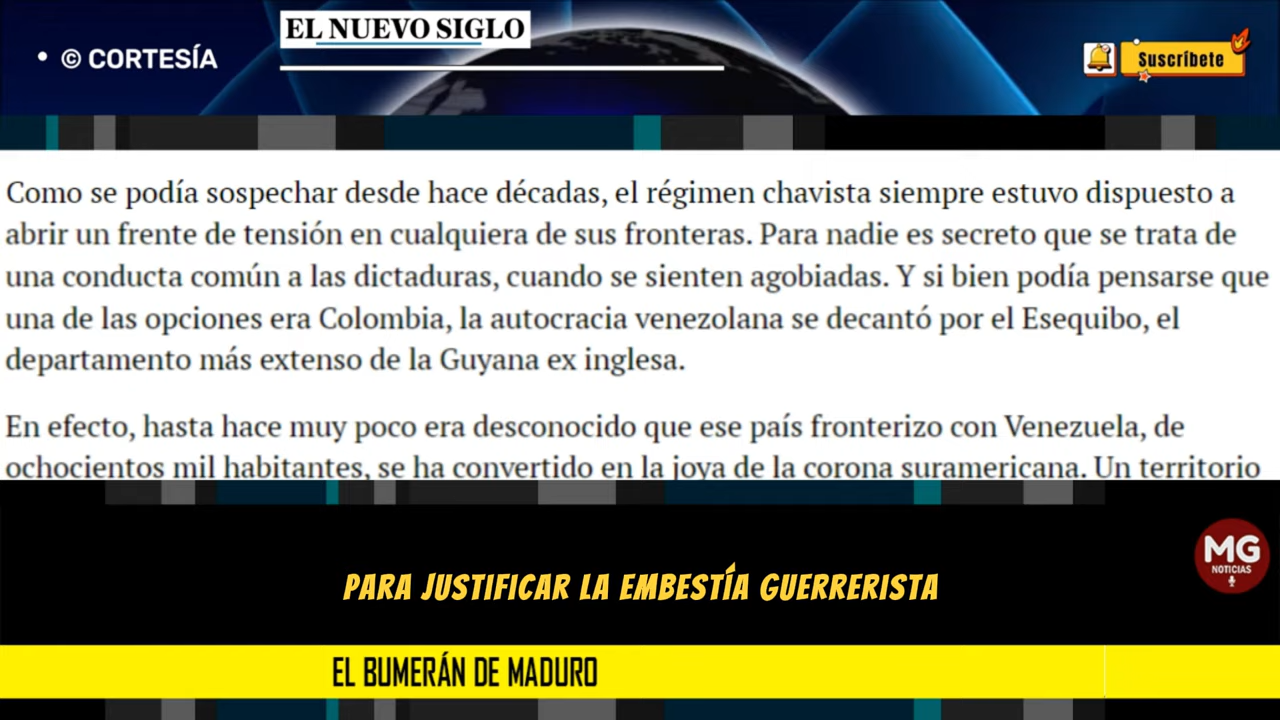 EL NUEVO SIGLO
• © CORTESÍA
Suscríbete
Como se podía sospechar desde hace décadas, el régimen chavista siempre estuvo dispuesto a
abrir un frente de tensión en cualquiera de sus fronteras. Para nadie es secreto que se trata de
una conducta común a las dictaduras, cuando se sienten agobiadas. Y si bien podía pensarse que
una de las opciones era Colombia, la autocracia venezolana se decantó por el Esequibo, el
departamento más extenso de la Guyana ex inglesa.
En efecto, hasta hace muy poco era desconocido que ese país fronterizo con Venezuela, de
ochocientos mil habitantes, se ha convertido en la joya de la corona suramericana. Un territorio
MG
NOTICIAS
PARA JUSTIFICAR LA EMBESTÍA GUERRERISTA
EL BUMERÁN DE MADURO